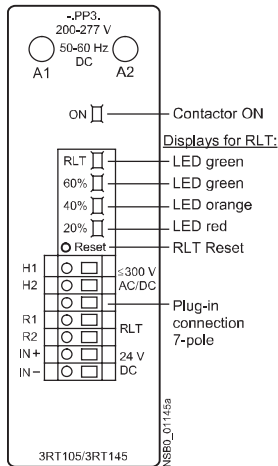 -.PP3.
200-277 V
50-60 Hz
DC
A1
A2
ON
Contactor ON
Displays for RLT:
RLT
LED green
60%
LED green
40%
LED orange
20%
LED red
Reset
RLT Reset
H1
≤300 V
H2
AC/DC
Plug-in
connection
7-pole
R1
RLT
R2
IN+
24 V
IN−
DC
3RT105/3RT145
NSB0_01145a